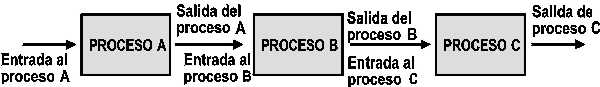 Entrada al
proceso A
PROCESO A
Salida del
proceso A
Entrada al
proceso B
PROCESO B
Salida del
proceso B
Entrada al
proceso C
PROCESO C
Salida de
proceso C